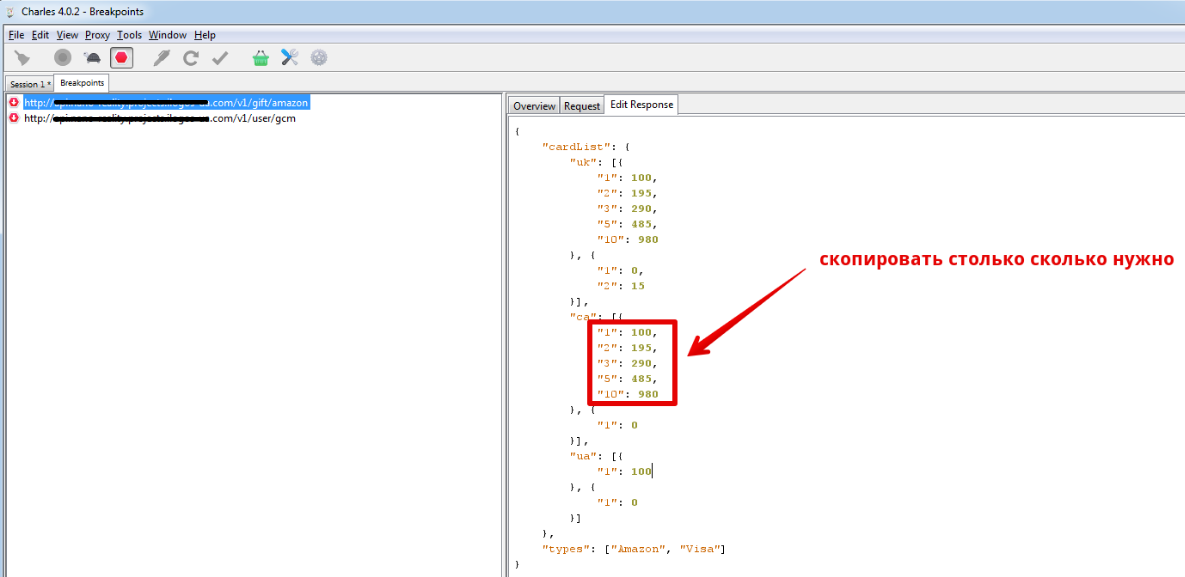 Charles 4.0.2 - Breakpoints
File Edit View Proxy Tools Window Help
Session 1 * Breakpoints
http:// .com/v1/gift/amazon
http:// .com/v1/user/gcm
Overview Request Edit Response
{
"cardList": {
"uk": [{
"1": 100,
"2": 195,
"3": 290,
"5": 485,
"10": 980
}, {
"1": 0,
"2": 15
}],
"ca": [{
"1": 100,
"2": 195,
"3": 290,
"5": 485,
"10": 980
}, {
"1": 0
}],
"ua": [{
"1": 100
}, {
"1": 0
}]
},
"types": ["Amazon", "Visa"]
}
скопировать столько сколько нужно